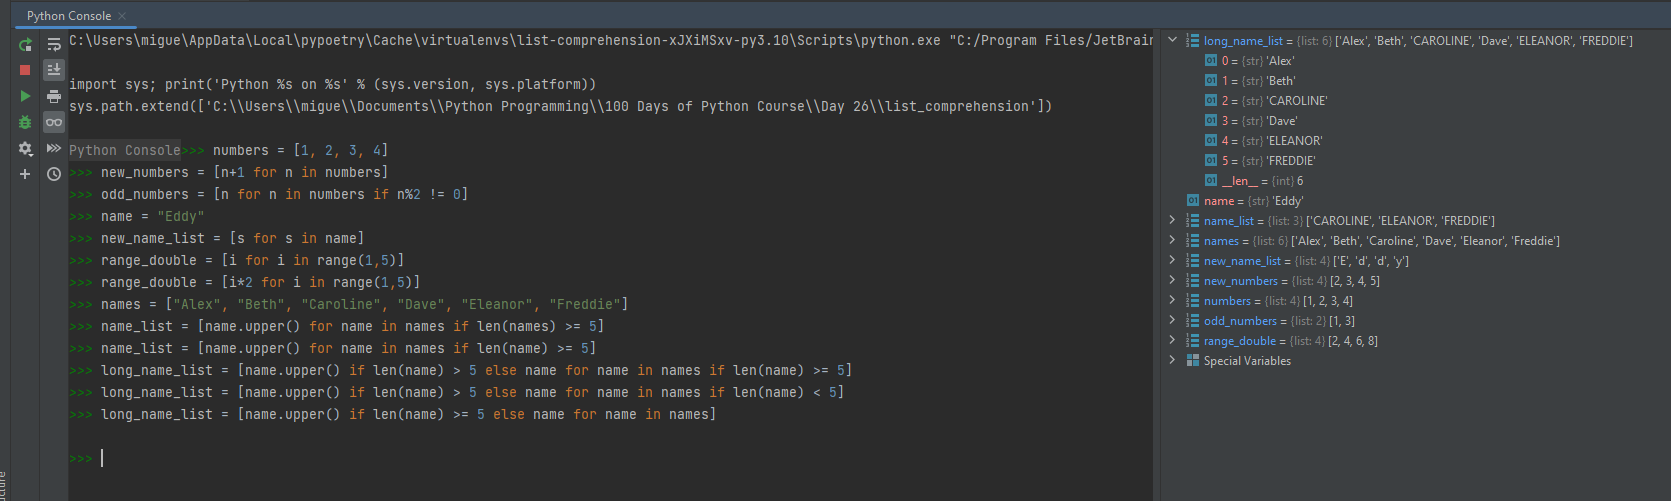 Python Console
C:\Users\migue\AppData\Local\pypoetry\Cache\virtualenvs\list-comprehension-xJXiMSxv-py3.10\Scripts\python.exe "C:/Program Files/JetBrain
import sys; print('Python %s on %s' % (sys.version, sys.platform))
sys.path.extend(['C:\\Users\\migue\\Documents\\Python Programming\\100 Days of Python Course\\Day 26\\list_comprehension'])
Python Console>>> numbers = [1, 2, 3, 4]
>>> new_numbers = [n+1 for n in numbers]
>>> odd_numbers = [n for n in numbers if n%2 != 0]
>>> name = "Eddy"
>>> new_name_list = [s for s in name]
>>> range_double = [i for i in range(1,5)]
>>> range_double = [i*2 for i in range(1,5)]
>>> names = ["Alex", "Beth", "Caroline", "Dave", "Eleanor", "Freddie"]
>>> name_list = [name.upper() for name in names if len(names) >= 5]
>>> name_list = [name.upper() for name in names if len(name) >= 5]
>>> long_name_list = [name.upper() if len(name) > 5 else name for name in names if len(name) >= 5]
>>> long_name_list = [name.upper() if len(name) > 5 else name for name in names if len(name) < 5]
>>> long_name_list = [name.upper() if len(name) >= 5 else name for name in names]
>>>
long_name_list = {list: 6} ['Alex', 'Beth', 'CAROLINE', 'Dave', 'ELEANOR', 'FREDDIE']
0 = {str} 'Alex'
1 = {str} 'Beth'
2 = {str} 'CAROLINE'
3 = {str} 'Dave'
4 = {str} 'ELEANOR'
5 = {str} 'FREDDIE'
__len__ = {int} 6
name = {str} 'Eddy'
name_list = {list: 3} ['CAROLINE', 'ELEANOR', 'FREDDIE']
names = {list: 6} ['Alex', 'Beth', 'Caroline', 'Dave', 'Eleanor', 'Freddie']
new_name_list = {list: 4} ['E', 'd', 'd', 'y']
new_numbers = {list: 4} [2, 3, 4, 5]
numbers = {list: 4} [1, 2, 3, 4]
odd_numbers = {list: 2} [1, 3]
range_double = {list: 4} [2, 4, 6, 8]
Special Variables